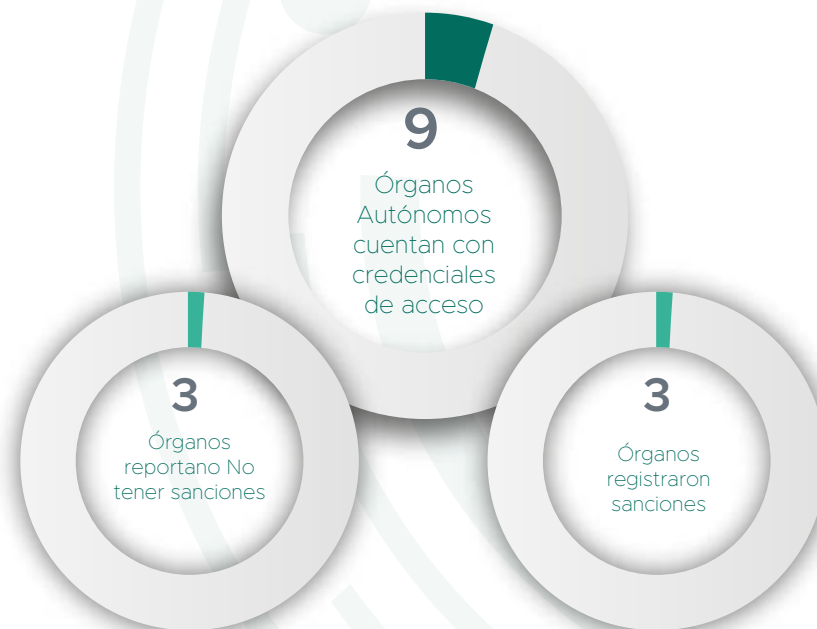 9
Órganos
Autónomos
cuentan con
credenciales
de acceso
3
Órganos
reportano No
tener sanciones
3
Órganos
registraron
sanciones